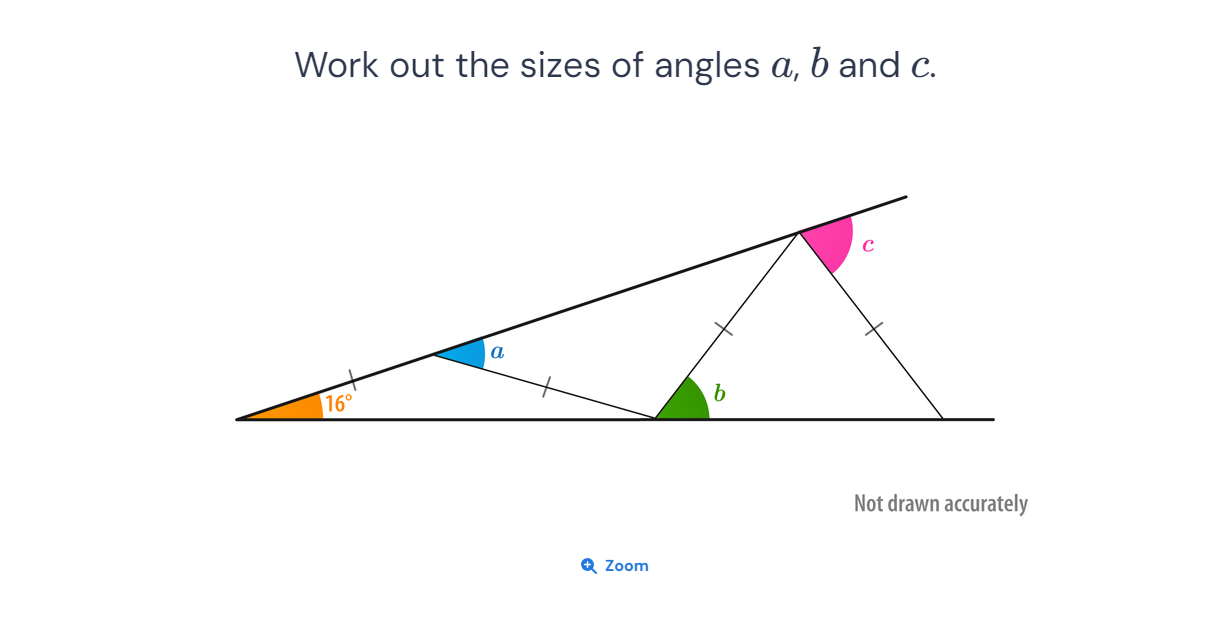 Work out the sizes of angles a, b and c.
c
a
b
16°
Not drawn accurately
Zoom